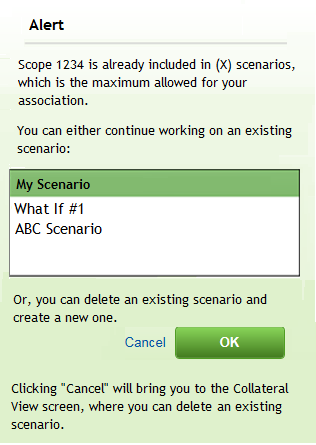 Alert
Scope 1234 is already included in (X) scenarios,
which is the maximum allowed for your
association.
You can either continue working on an existing
scenario:
My Scenario
What If #1
ABC Scenario
Or, you can delete an existing scenario and
create a new one.
Cancel OK
Clicking "Cancel" will bring you to the Collateral
View screen, where you can delete an existing
scenario.